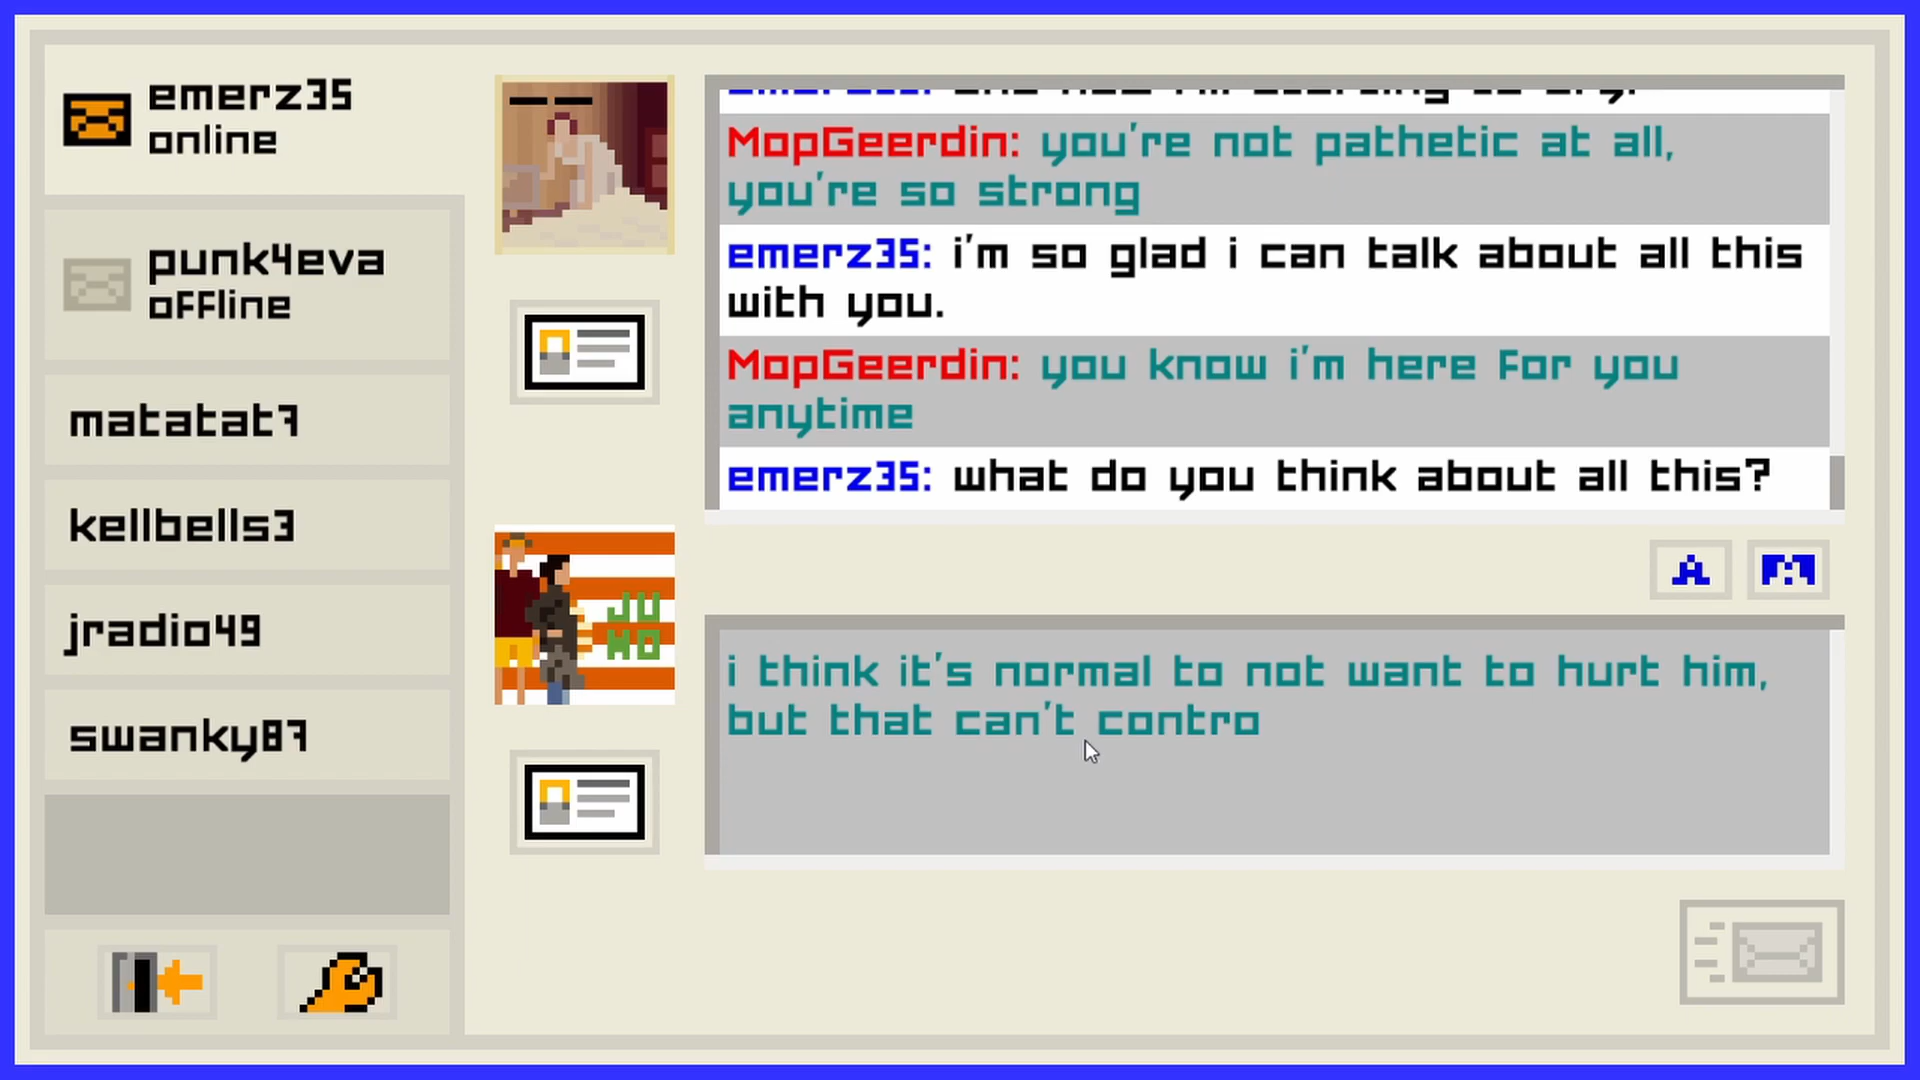 emerz35
online
punk4eva
offline
matatat7
kellbells3
jradio49
swanky87
MopGeerdin: you're not pathetic at all,
you're so strong
emerz35: i'm so glad i can talk about all this
with you.
MopGeerdin: you know i'm here for you
anytime
emerz35: what do you think about all this?
JU
NO
A
i think it's normal to not want to hurt him,
but that can't contro